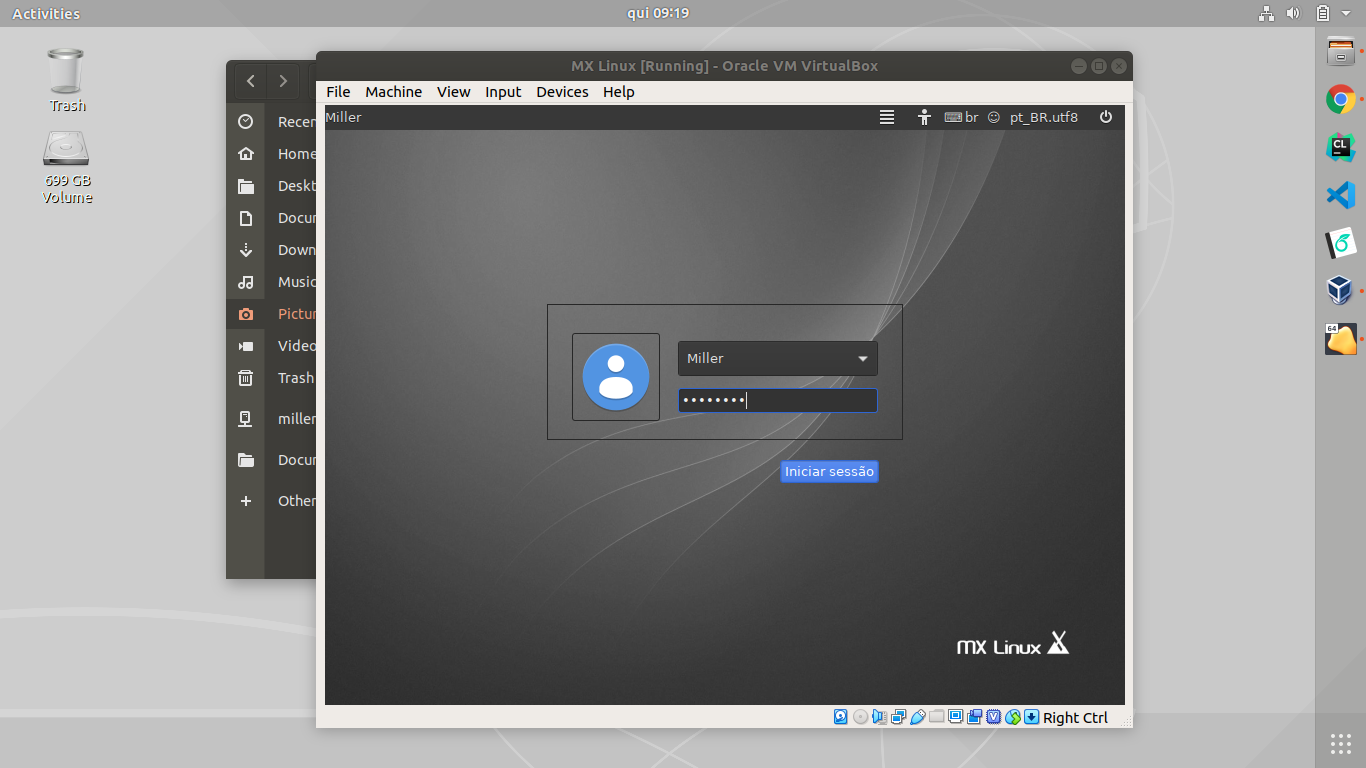 Activities
qui 09:19
Trash
699 GB
Volume
MX Linux [Running] - Oracle VM VirtualBox
File Machine View Input Devices Help
Recen
Home
Deskt
Docum
Down
Music
Pictur
Video
Trash
miller
Docum
Other
Miller
br
pt_BR.utf8
Miller
••••••••
Iniciar sessão
MX Linux
Right Ctrl
CL
64